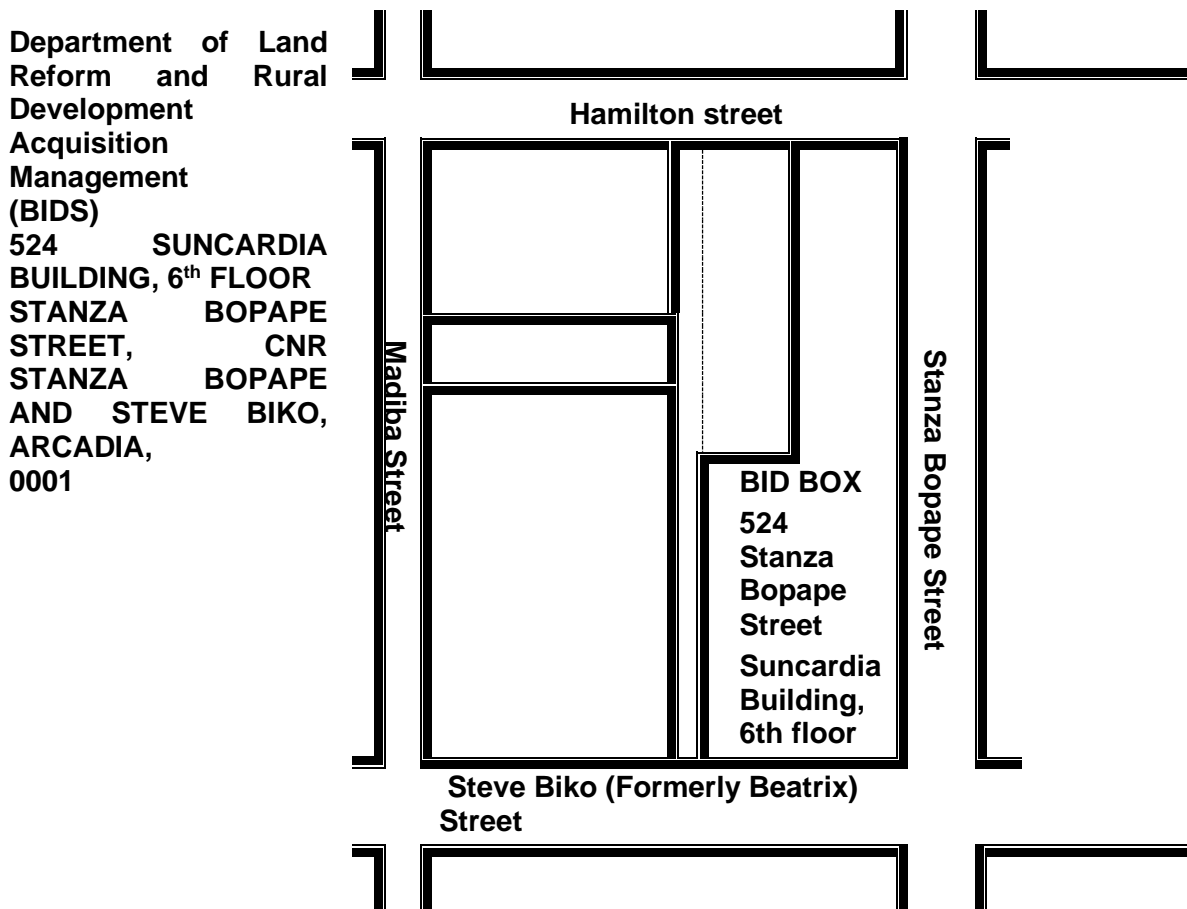 Department of Land
Reform and Rural
Development
Acquisition
Management
(BIDS)
524 SUNCARDIA
BUILDING, 6th FLOOR
STANZA BOPAPE
STREET, CNR
STANZA BOPAPE
AND STEVE BIKO,
ARCADIA,
0001
Hamilton street
Madiba Street
Stanza Bopape Street
BID BOX
524
Stanza
Bopape
Street
Suncardia
Building,
6th floor
Steve Biko (Formerly Beatrix)
Street